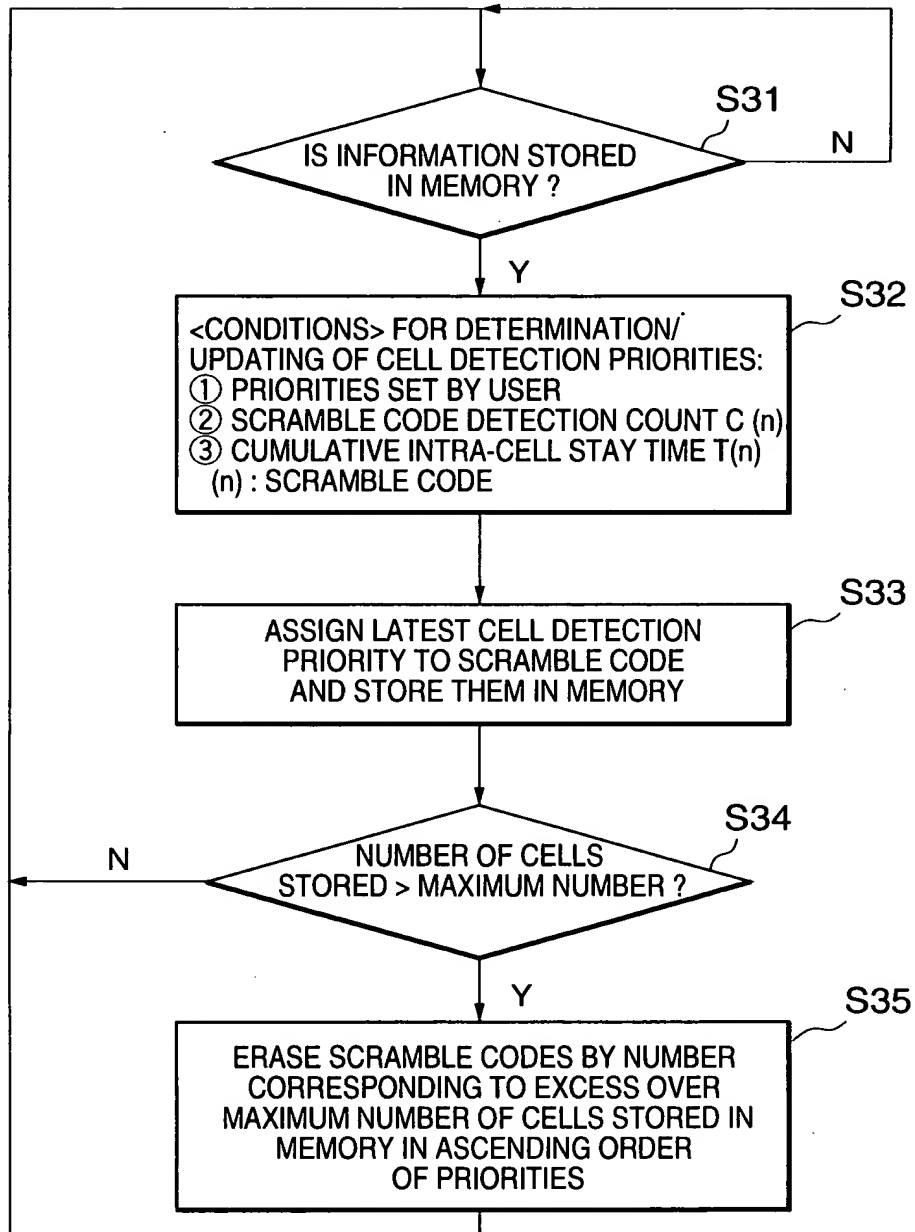 S31
IS INFORMATION STORED
IN MEMORY ?
N
Y
S32
<CONDITIONS> FOR DETERMINATION/
UPDATING OF CELL DETECTION PRIORITIES:
① PRIORITIES SET BY USER
② SCRAMBLE CODE DETECTION COUNT C (n)
③ CUMULATIVE INTRA-CELL STAY TIME T(n)
(n) : SCRAMBLE CODE
S33
ASSIGN LATEST CELL DETECTION
PRIORITY TO SCRAMBLE CODE
AND STORE THEM IN MEMORY
S34
N
NUMBER OF CELLS
STORED > MAXIMUM NUMBER ?
Y
S35
ERASE SCRAMBLE CODES BY NUMBER
CORRESPONDING TO EXCESS OVER
MAXIMUM NUMBER OF CELLS STORED IN
MEMORY IN ASCENDING ORDER
OF PRIORITIES